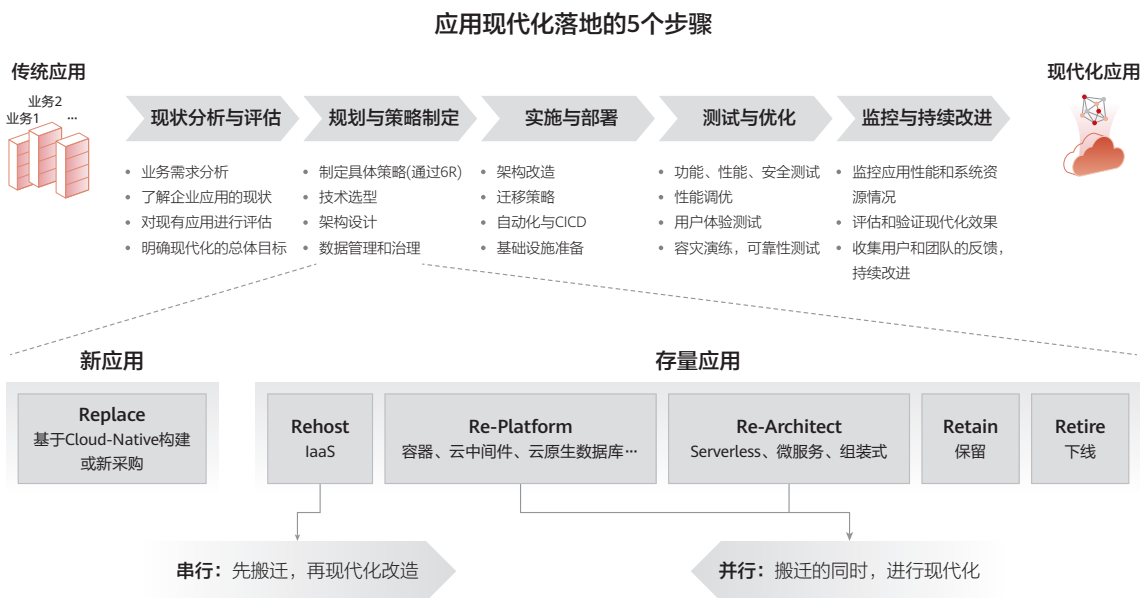 应用现代化落地的5个步骤
传统应用
业务2
业务1
...
现代化应用
现状分析与评估
• 业务需求分析
• 了解企业应用的现状
• 对现有应用进行评估
• 明确现代化的总体目标
规划与策略制定
• 制定具体策略(通过6R)
• 技术选型
• 架构设计
• 数据管理和治理
实施与部署
• 架构改造
• 迁移策略
• 自动化与CICD
• 基础设施准备
测试与优化
• 功能、性能、安全测试
• 性能调优
• 用户体验测试
• 容灾演练，可靠性测试
监控与持续改进
• 监控应用性能和系统资
源情况
• 评估和验证现代化效果
• 收集用户和团队的反馈，
持续改进
新应用
Replace
基于Cloud-Native构建
或新采购
存量应用
Rehost
IaaS
Re-Platform
容器、云中间件、云原生数据库…
Re-Architect
Serverless、微服务、组装式
Retain
保留
Retire
下线
串行：先搬迁，再现代化改造
并行：搬迁的同时，进行现代化